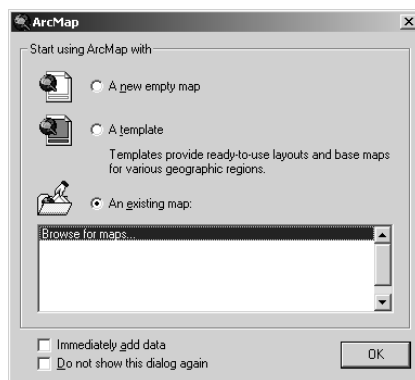 ArcMap
Start using ArcMap with
A new empty map
A template
Templates provide ready-to-use layouts and base maps
for various geographic regions.
An existing map:
Browse for maps...
Immediately add data
Do not show this dialog again
OK